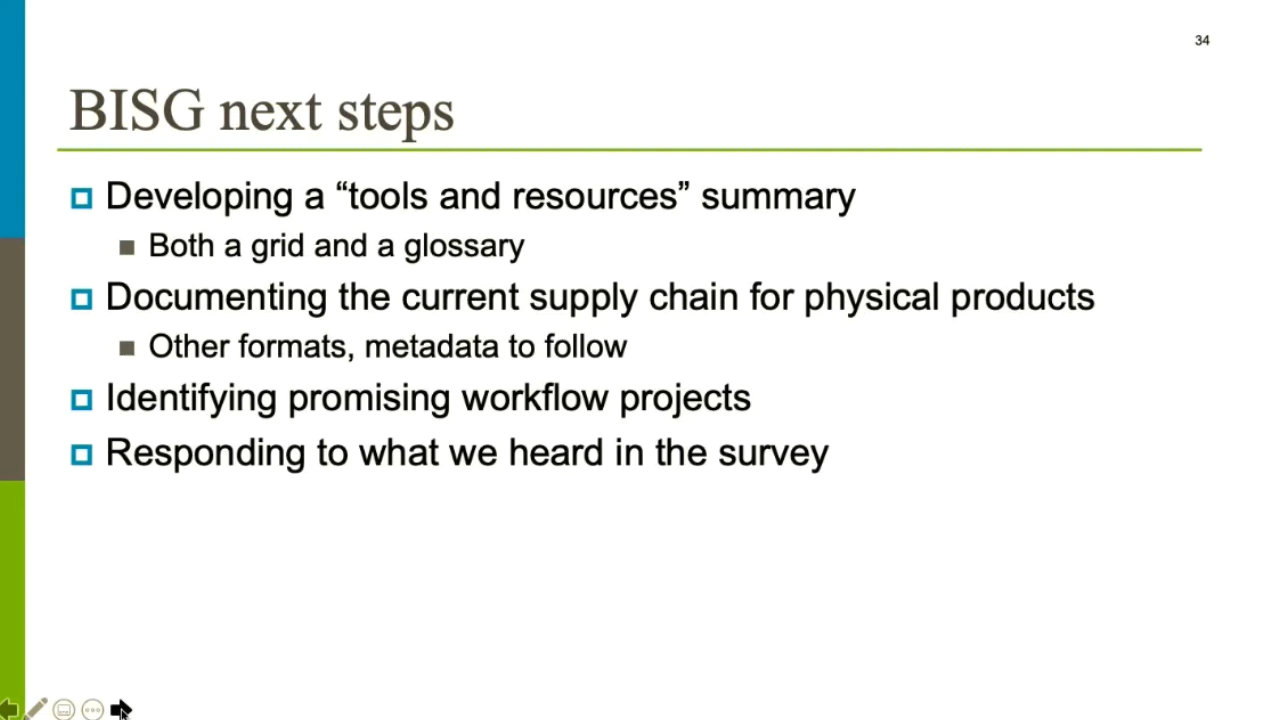 34
BISG next steps
Developing a “tools and resources” summary
Both a grid and a glossary
Documenting the current supply chain for physical products
Other formats, metadata to follow
Identifying promising workflow projects
Responding to what we heard in the survey